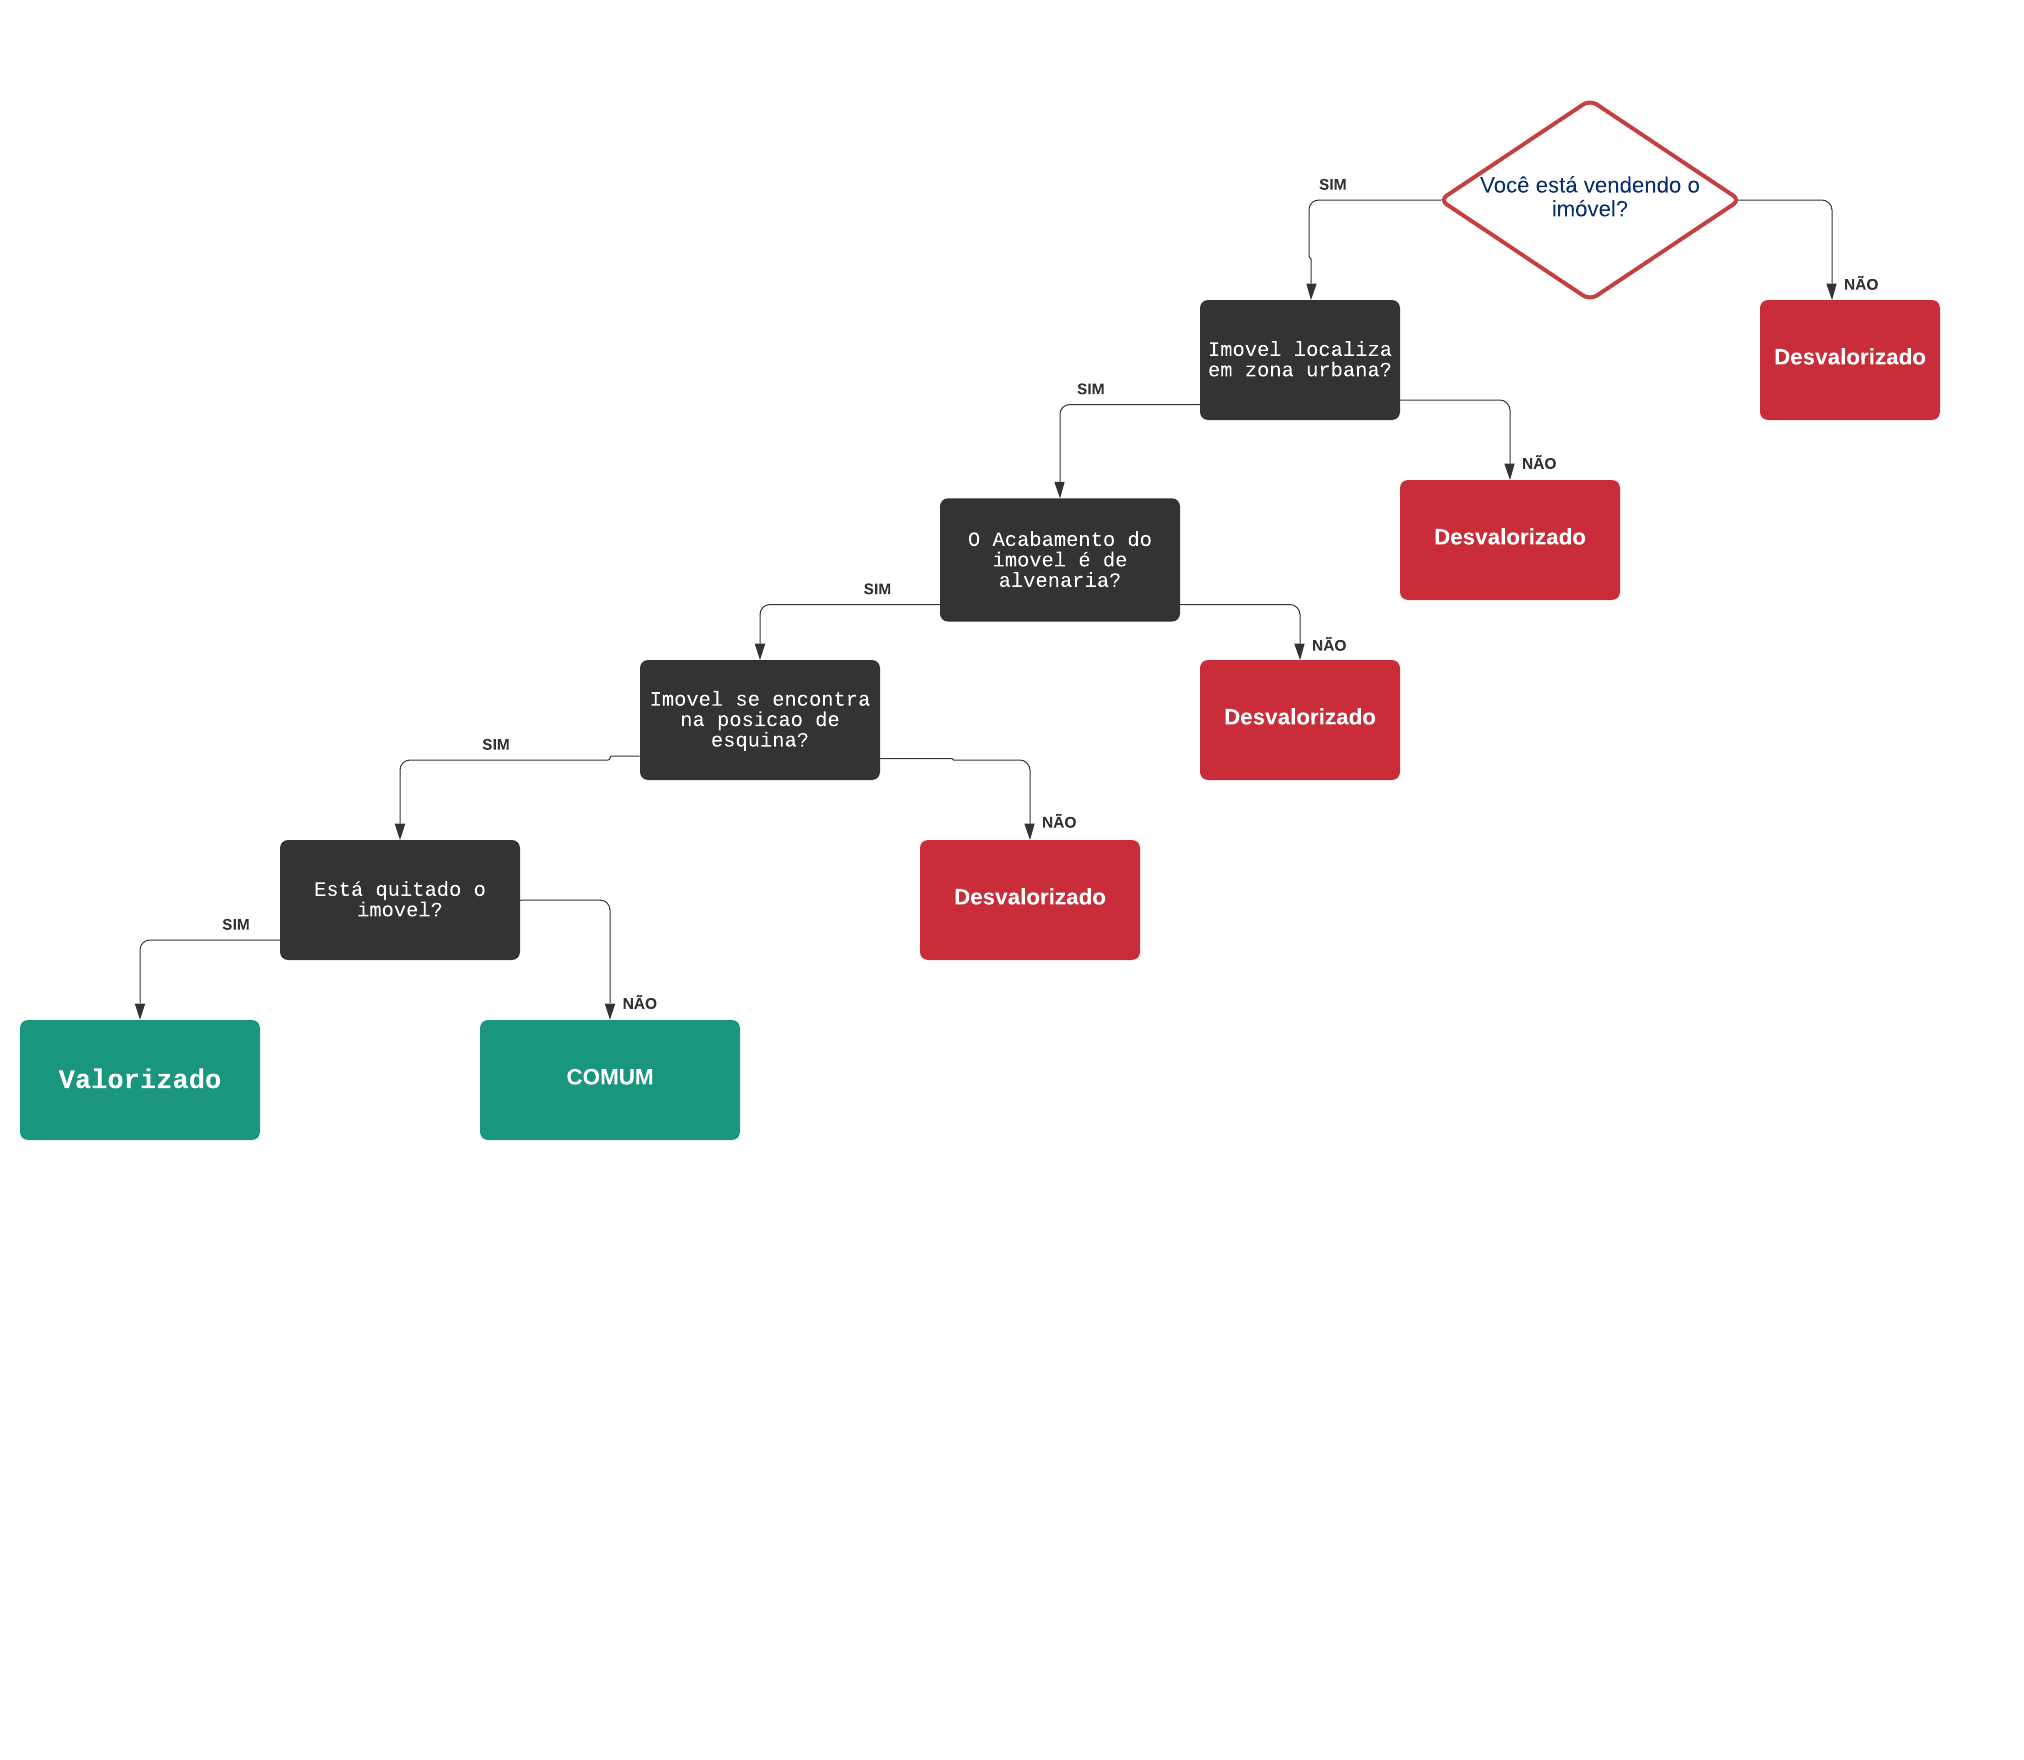 Você está vendendo o
imóvel?
SIM
NÃO
Imovel localiza
em zona urbana?
Desvalorizado
SIM
NÃO
O Acabamento do
imovel é de
alvenaria?
Desvalorizado
SIM
NÃO
Imovel se encontra
na posicao de
esquina?
Desvalorizado
SIM
NÃO
Está quitado o
imovel?
Desvalorizado
SIM
NÃO
Valorizado
COMUM